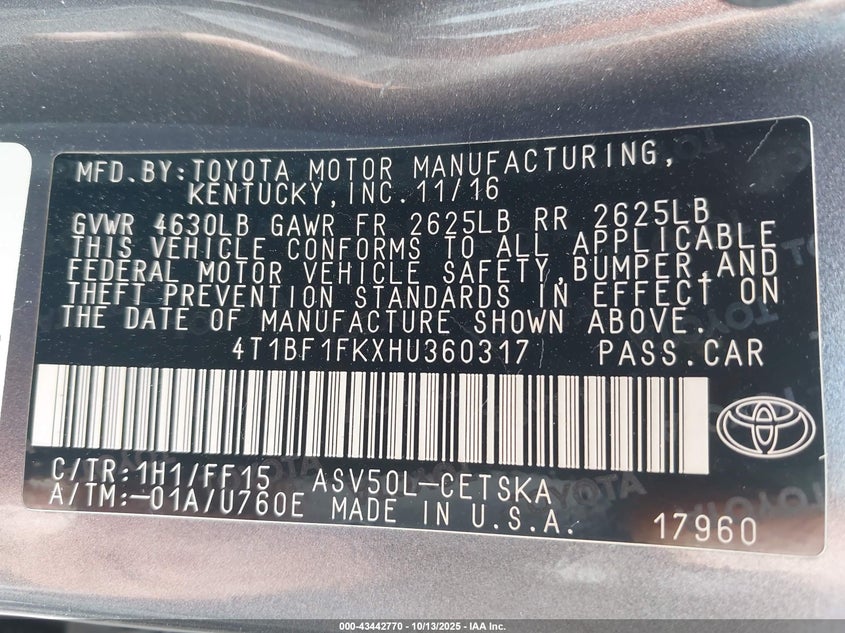 MFD.BY:TOYOTA MOTOR MANUFACTURING,
KENTUCKY,INC.11/16
GVWR 4630LB GAWR FR 2625LB RR 2625LB
THIS VEHICLE CONFORMS TO ALL APPLICABLE
FEDERAL MOTOR VEHICLE SAFETY,BUMPER,AND
THEFT PREVENTION STANDARDS IN EFFECT ON
THE DATE OF MANUFACTURE SHOWN ABOVE.
4T1BF1FKXHU360317 PASS.CAR
C/TR:1H1/FF15 ASV50L-CETSKA
A/TM:-01A/U760E MADE IN U.S.A. 17960
TOYOTA
000-43442770 - 10/13/2025 - IAA Inc.